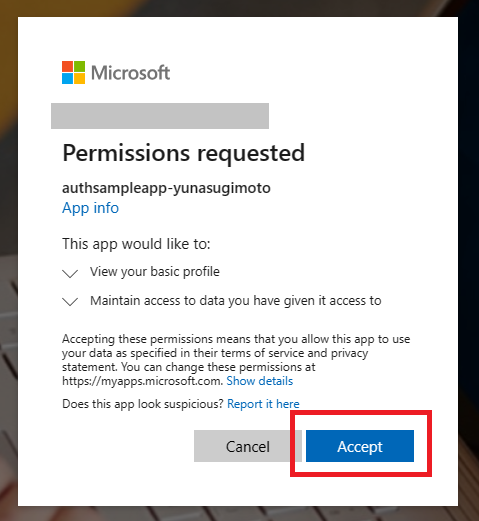 Microsoft
Permissions requested
authsampleapp-yunasugimoto
App info
This app would like to:
View your basic profile
Maintain access to data you have given it access to
Accepting these permissions means that you allow this app to use
your data as specified in their terms of service and privacy
statement. You can change these permissions at
https://myapps.microsoft.com. Show details
Does this app look suspicious? Report it here
Cancel
Accept